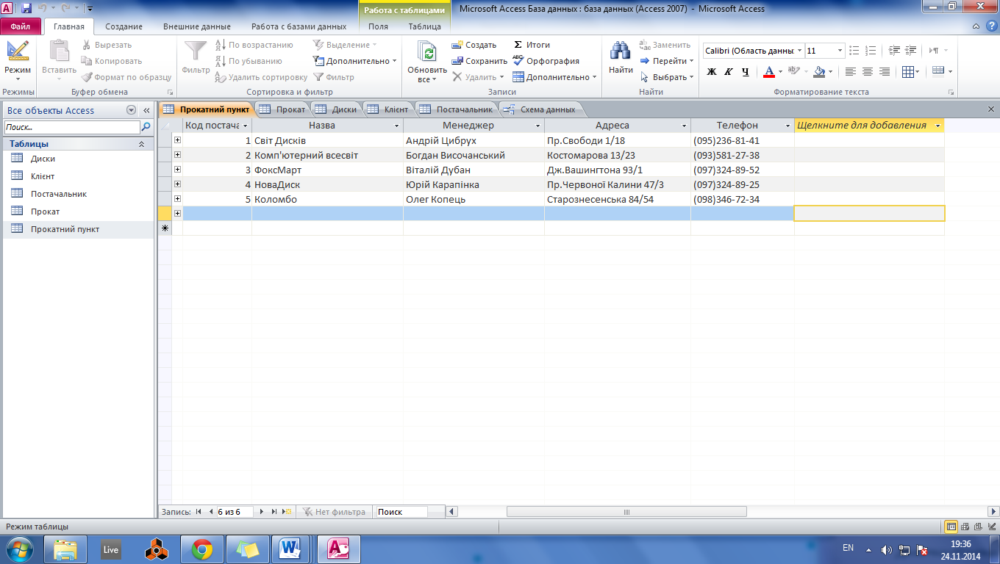 Работа с таблицами
Microsoft Access База данных : база данных (Access 2007) - Microsoft Access
Файл Главная Создание Внешние данные Работа с базами данных Поля Таблица
Режим
Режимы
Вставить
Вырезать
Копировать
Формат по образцу
Буфер обмена
Фильтр
По возрастанию
По убыванию
Удалить сортировку
Выделение
Дополнительно
Фильтр
Сортировка и фильтр
Обновить
все
Создать
Сохранить
Удалить
Итоги
Орфография
Дополнительно
Записи
Найти
Заменить
Перейти
Выбрать
Найти
Calibri (Область данны 11
Ж К Ч
Форматирование текста
Все объекты Access
Поиск...
Таблицы
Диски
Клієнт
Постачальник
Прокат
Прокатний пункт
Прокатний пункт Прокат Диски Клієнт Постачальник Схема данных
Код постача Назва Менеджер Адреса Телефон Щелкните для добавления
1 Світ Дисків Андрій Цибрух Пр.Свободи 1/18 (095)236-81-41
2 Комп'ютерний всесвіт Богдан Височанський Костомарова 13/23 (093)581-27-38
3 ФоксМарт Віталій Дубан Дж.Вашингтона 93/1 (097)324-89-52
4 НоваДиск Юрій Карапінка Пр.Червоної Калини 47/3 (097)324-89-25
5 Коломбо Олег Копець Старознесенська 84/54 (098)346-72-34
Запись: 6 из 6 Нет фильтра Поиск
Режим таблицы
Live
EN
19:36
24.11.2014